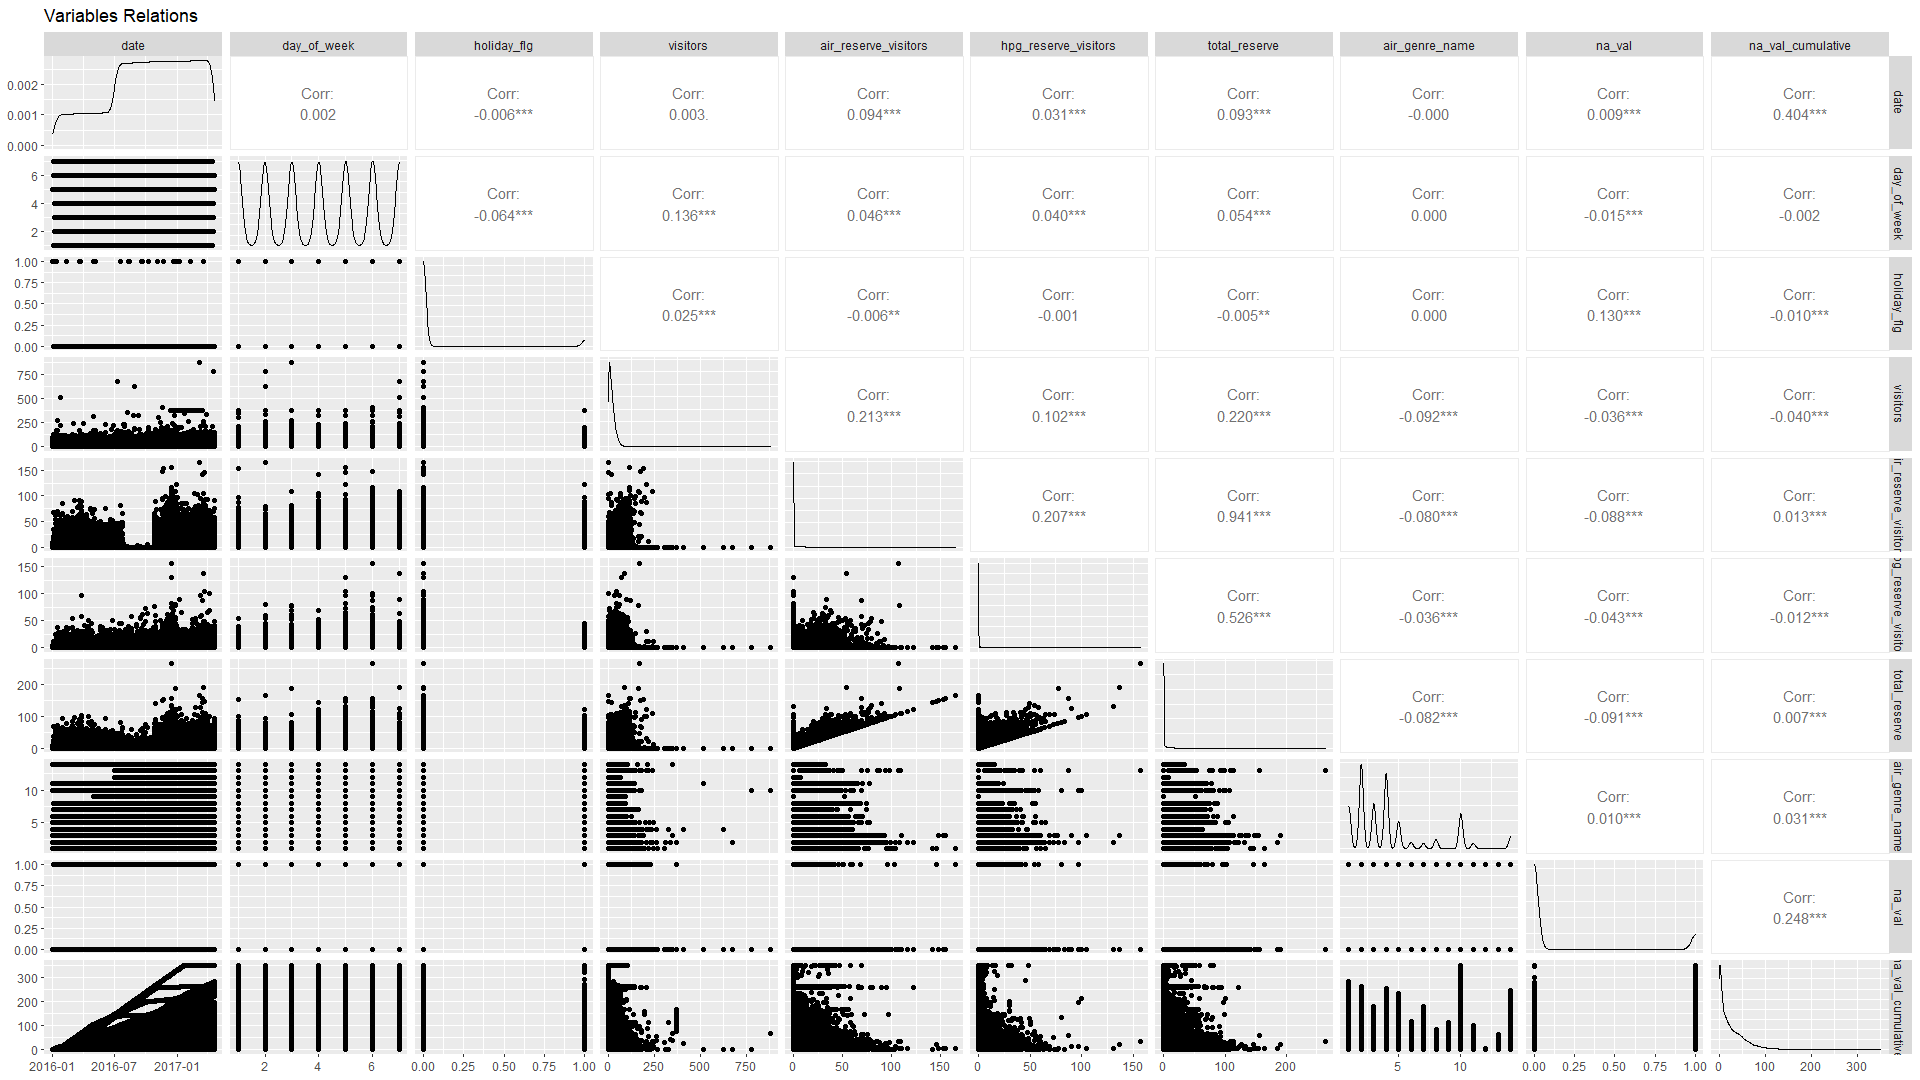 Variables Relations
date day_of_week holiday_flg visitors air_reserve_visitors hpg_reserve_visitors total_reserve air_genre_name na_val na_val_cumulative
0.002
0.001
0.000
Corr: Corr: Corr: Corr: Corr: Corr: Corr: Corr: Corr:
0.002 -0.006*** 0.003. 0.094*** 0.031*** 0.093*** -0.000 0.009*** 0.404***
date
6
4
2
Corr: Corr: Corr: Corr: Corr: Corr: Corr: Corr:
-0.064*** 0.136*** 0.046*** 0.040*** 0.054*** 0.000 -0.015*** -0.002
day_of_week
1.00
0.75
0.50
0.25
0.00
Corr: Corr: Corr: Corr: Corr: Corr: Corr:
0.025*** -0.006** -0.001 -0.005** 0.000 0.130*** -0.010***
holiday_flg
750
500
250
0
Corr: Corr: Corr: Corr: Corr: Corr:
0.213*** 0.102*** 0.220*** -0.092*** -0.036*** -0.040***
visitors
150
100
50
0
Corr: Corr: Corr: Corr: Corr:
0.207*** 0.941*** -0.080*** -0.088*** 0.013***
ir_reserve_visitor
150
100
50
0
Corr: Corr: Corr: Corr:
0.526*** -0.036*** -0.043*** -0.012***
pg_reserve_visito
200
100
0
Corr: Corr: Corr:
-0.082*** -0.091*** 0.007***
total_reserve
10
5
Corr: Corr:
0.010*** 0.031***
air_genre_name
1.00
0.75
0.50
0.25
0.00
Corr:
0.248***
na_val
300
200
100
0
na_val_cumulative
2016-01 2016-07 2017-01 2 4 6 0.00 0.25 0.50 0.75 1.00 0 250 500 750 0 50 100 150 0 50 100 150 0 100 200 5 10 0.00 0.25 0.50 0.75 1.00 0 100 200 300